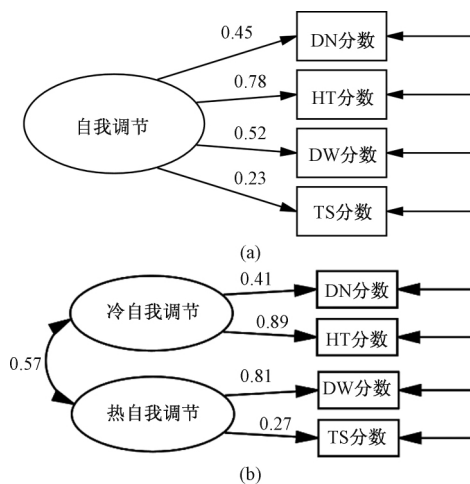 0.45
DN分数
0.78
HT分数
自我调节
0.52
DW分数
0.23
TS分数
(a)
0.41
DN分数
冷自我调节
0.89
HT分数
0.57
0.81
DW分数
热自我调节
0.27
TS分数
(b)